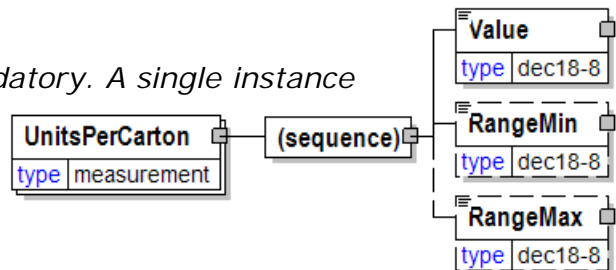 Value
type dec18-8
datory. A single instance
UnitsPerCarton
type measurement
(sequence)
RangeMin
type dec18-8
RangeMax
type dec18-8